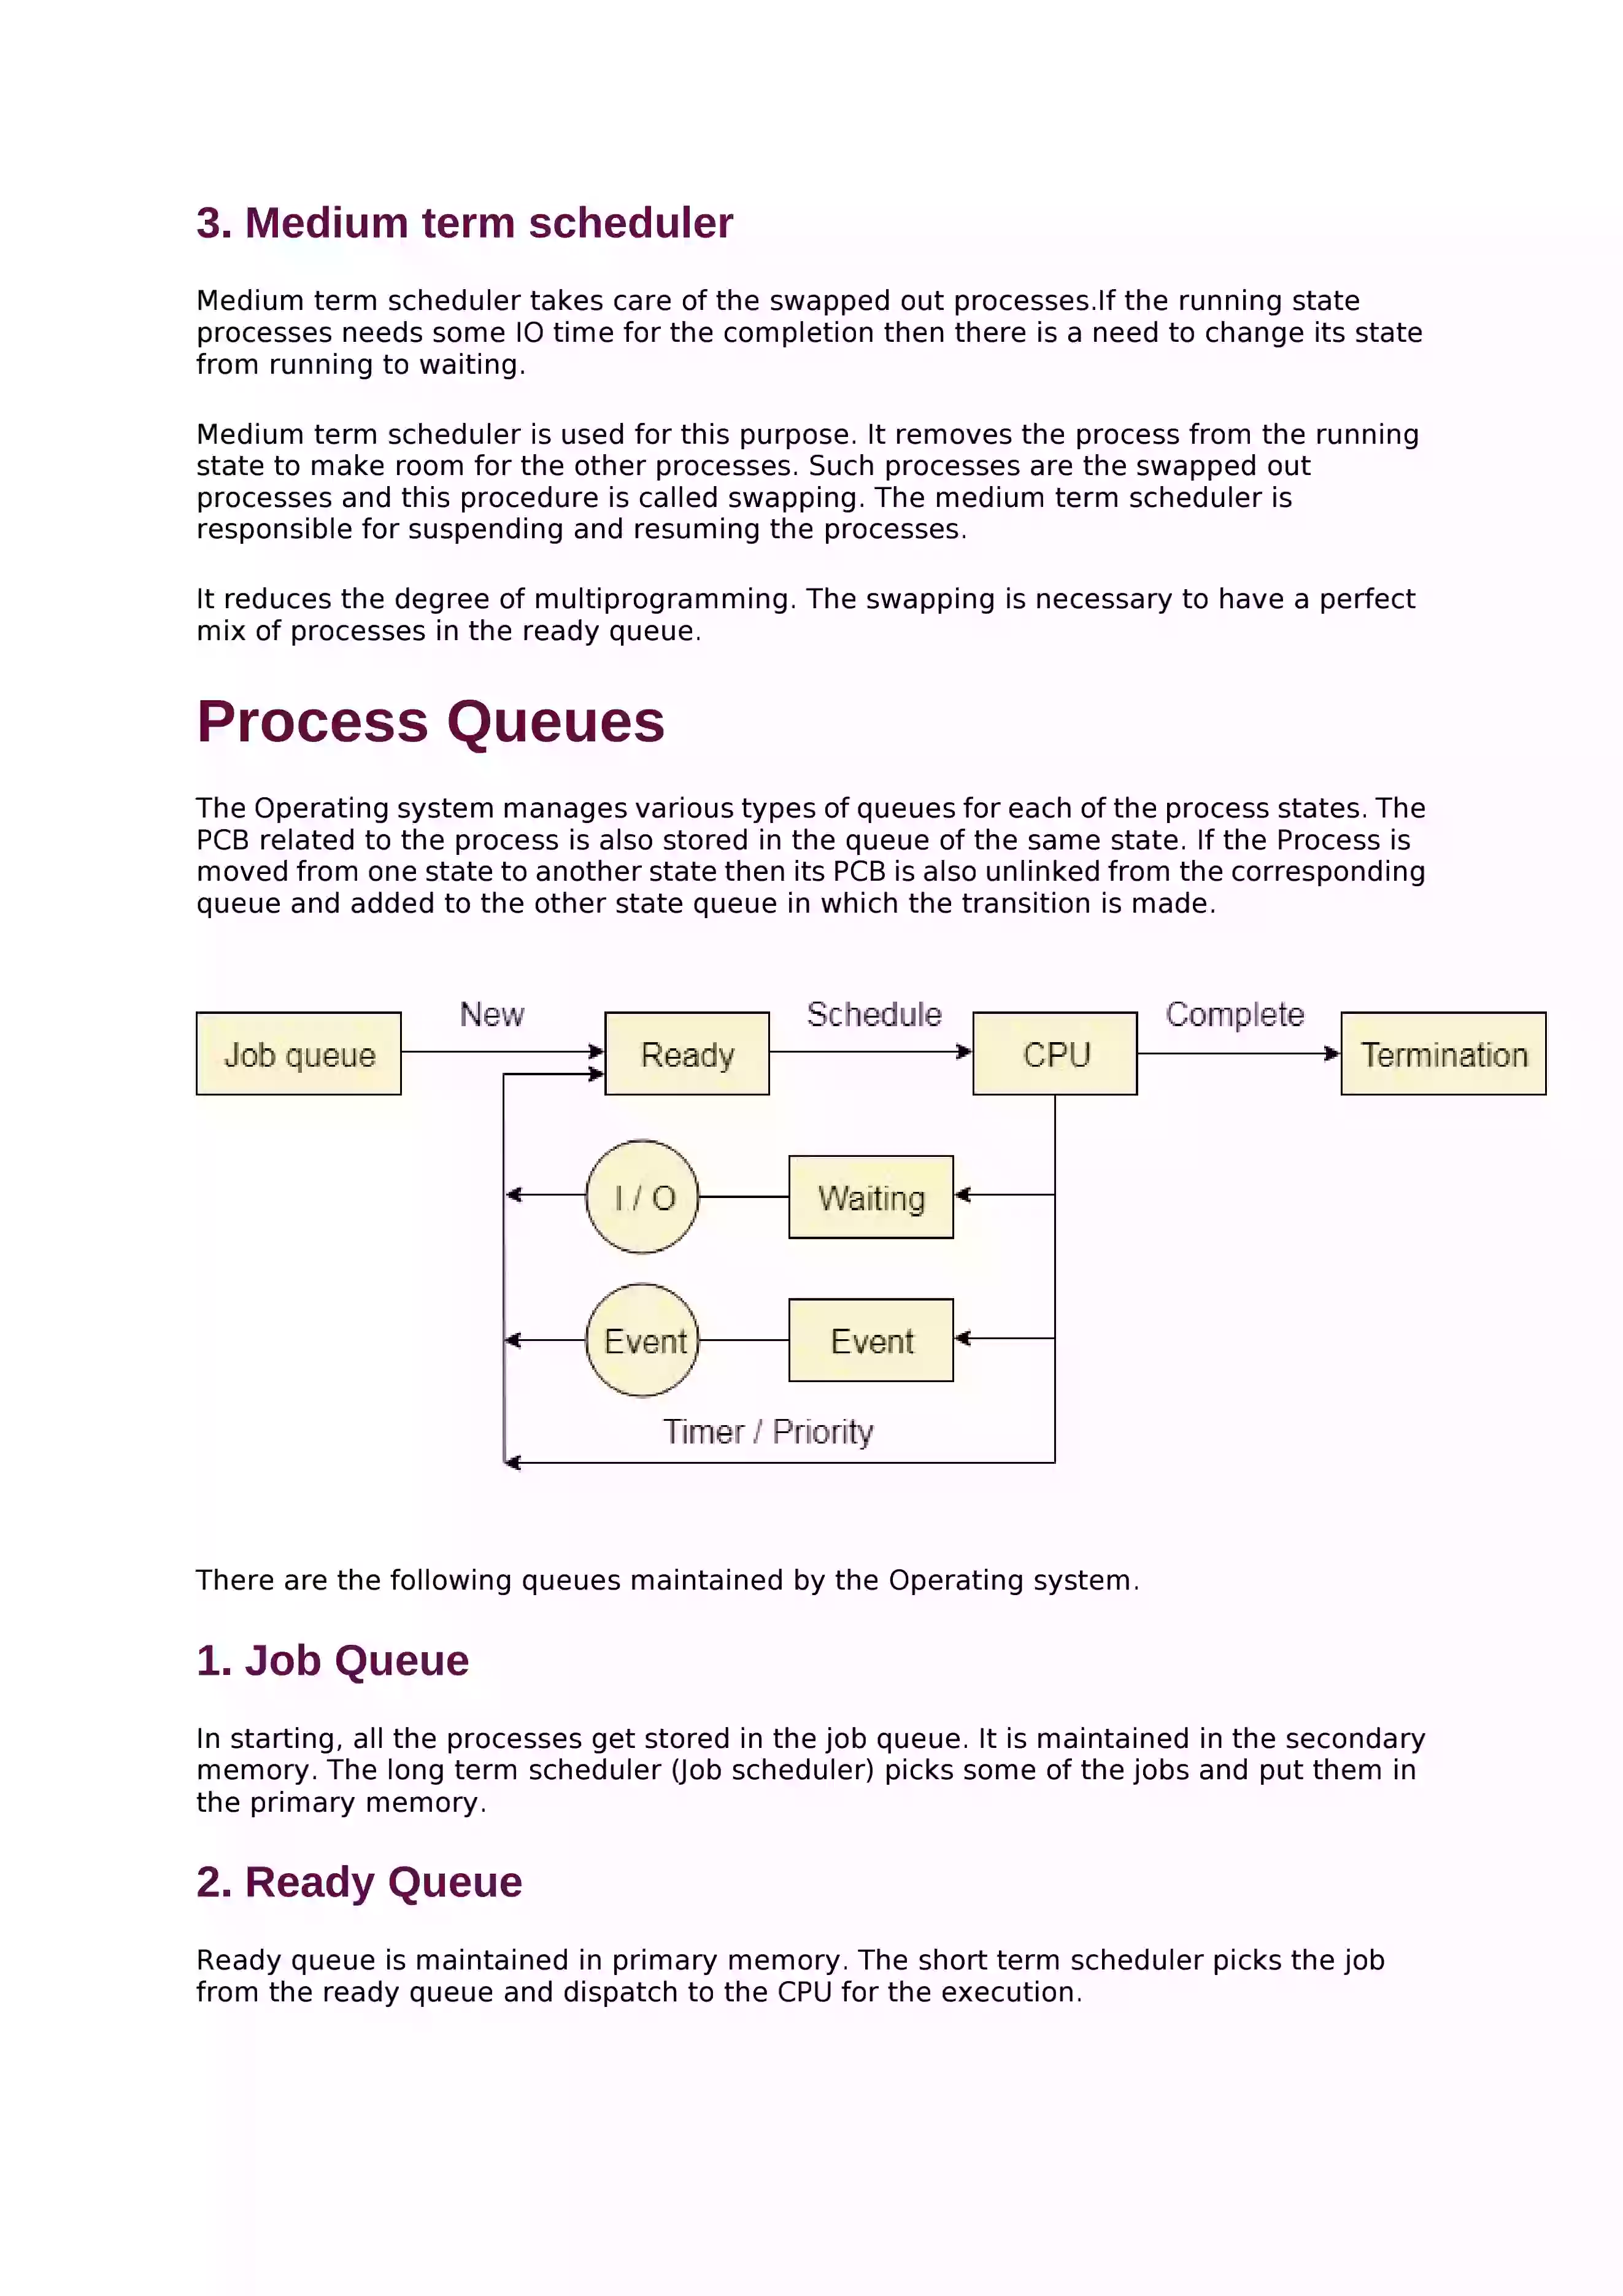 3. Medium term scheduler
Medium term scheduler takes care of the swapped out processes.If the running state
processes needs some IO time for the completion then there is a need to change its state
from running to waiting.
Medium term scheduler is used for this purpose. It removes the process from the running
state to make room for the other processes. Such processes are the swapped out
processes and this procedure is called swapping. The medium term scheduler is
responsible for suspending and resuming the processes.
It reduces the degree of multiprogramming. The swapping is necessary to have a perfect
mix of processes in the ready queue.
Process Queues
The Operating system manages various types of queues for each of the process states. The
PCB related to the process is also stored in the queue of the same state. If the Process is
moved from one state to another state then its PCB is also unlinked from the corresponding
queue and added to the other state queue in which the transition is made.
New Schedule Complete
Job queue Ready CPU Termination
I / O Waiting
Event Event
Timer / Priority
There are the following queues maintained by the Operating system.
1. Job Queue
In starting, all the processes get stored in the job queue. It is maintained in the secondary
memory. The long term scheduler (Job scheduler) picks some of the jobs and put them in
the primary memory.
2. Ready Queue
Ready queue is maintained in primary memory. The short term scheduler picks the job
from the ready queue and dispatch to the CPU for the execution.